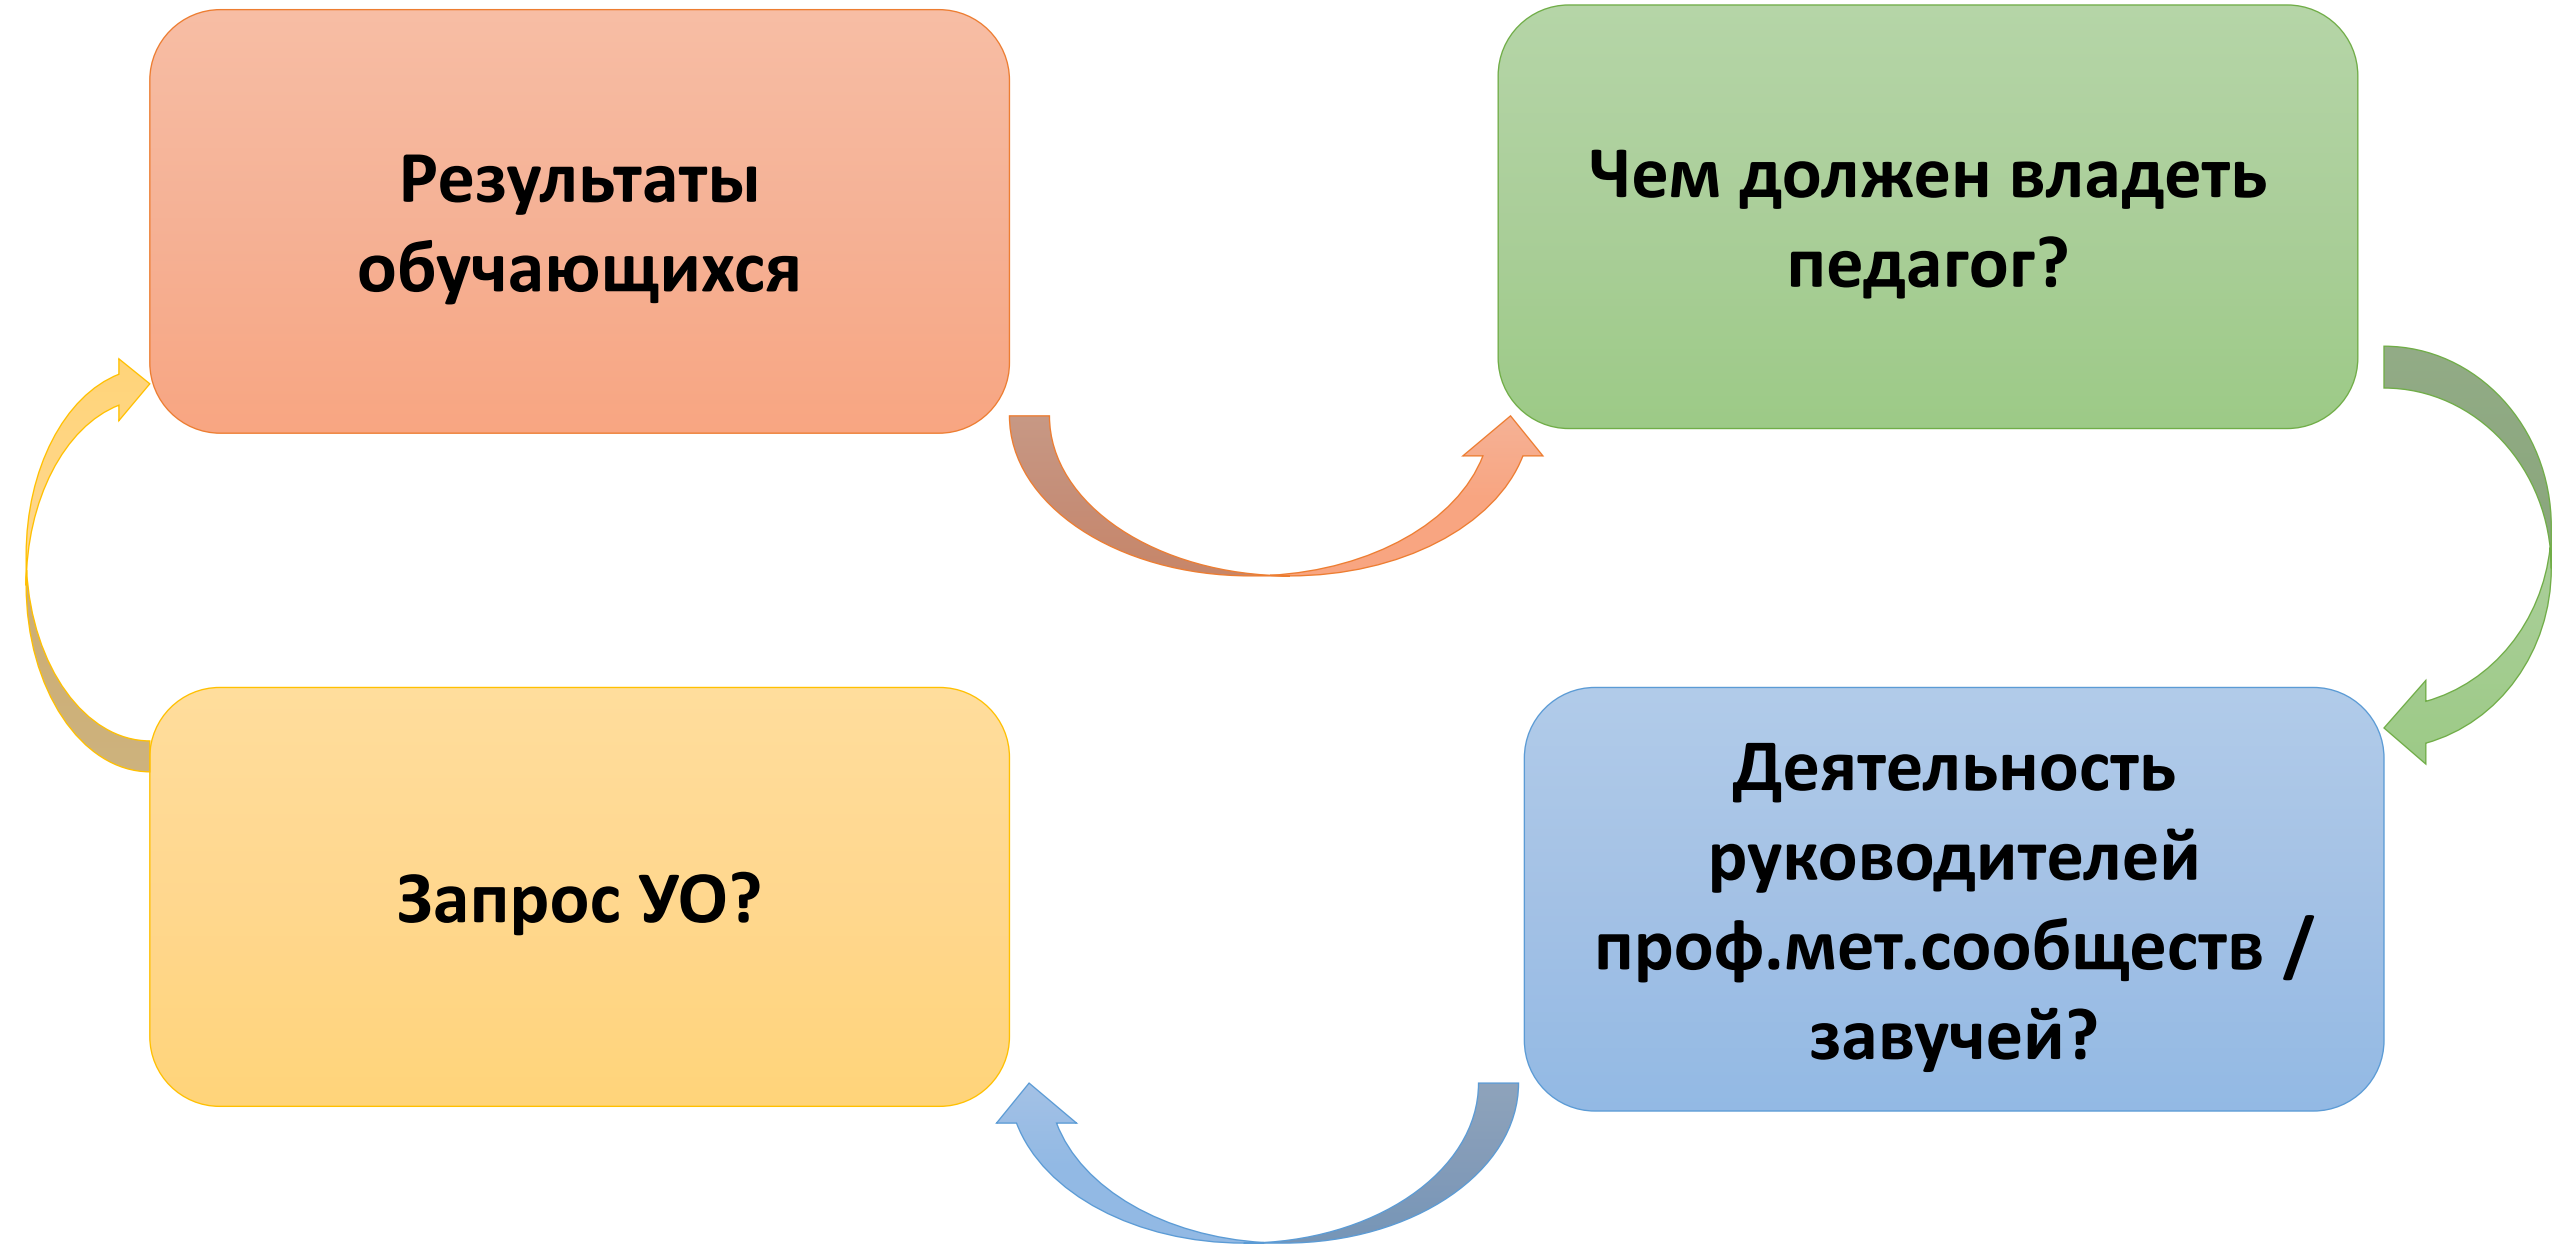 Результаты
обучающихся
Чем должен владеть
педагог?
Запрос УО?
Деятельность
руководителей
проф.мет.сообществ /
завучей?